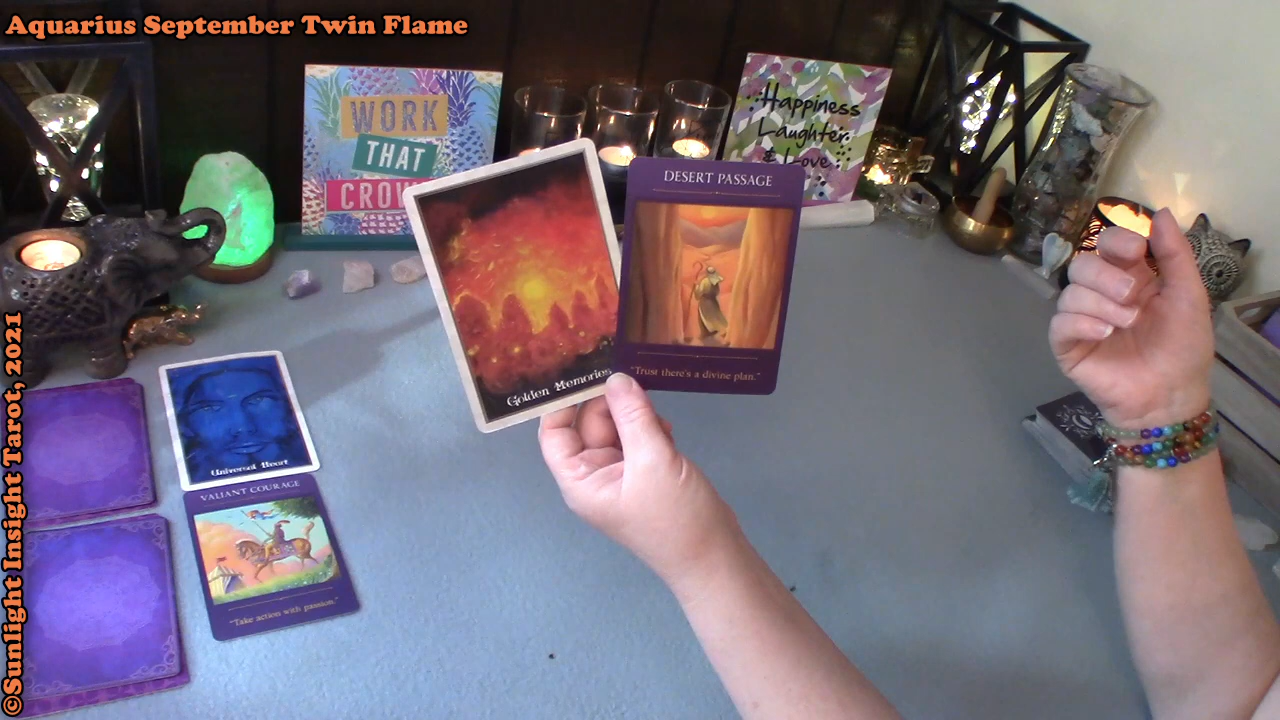 Aquarius September Twin Flame
©Sunlight Insight Tarot, 2021
WORK
THAT
CROW
Happiness
Laughter
& Love
Golden Memories
DESERT PASSAGE
"Trust there's a divine plan."
Universal Heart
VALIANT COURAGE
"Take action with passion."